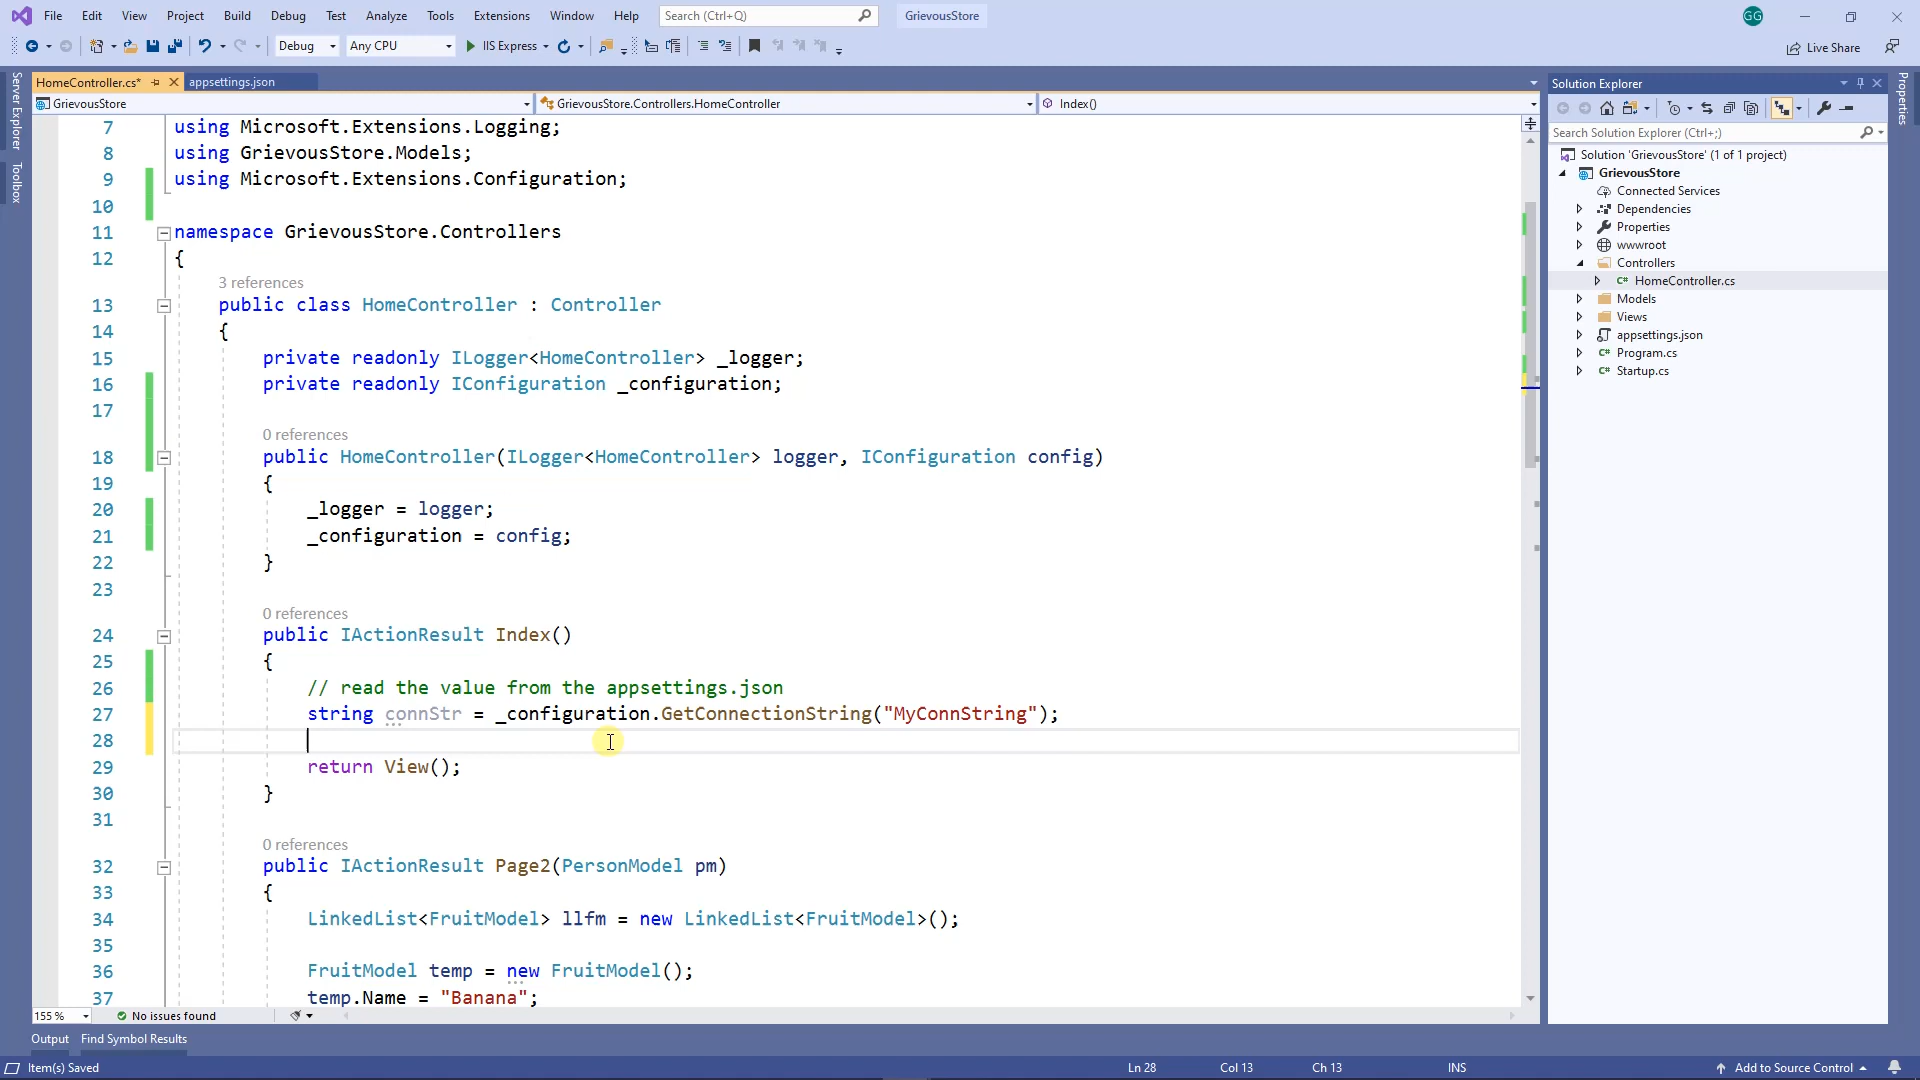 File Edit View Project Build Debug Test Analyze Tools Extensions Window Help Search (Ctrl+Q) GrievousStore GG
Debug Any CPU IIS Express Live Share
HomeController.cs* appsettings.json
GrievousStore GrievousStore.Controllers.HomeController Index()
Server Explorer
Toolbox
7 using Microsoft.Extensions.Logging;
8 using GrievousStore.Models;
9 using Microsoft.Extensions.Configuration;
10
11 namespace GrievousStore.Controllers
12 {
3 references
13 public class HomeController : Controller
14 {
15 private readonly ILogger<HomeController> _logger;
16 private readonly IConfiguration _configuration;
17
0 references
18 public HomeController(ILogger<HomeController> logger, IConfiguration config)
19 {
20 _logger = logger;
21 _configuration = config;
22 }
23
0 references
24 public IActionResult Index()
25 {
26 // read the value from the appsettings.json
27 string connStr = _configuration.GetConnectionString("MyConnString");
28
29 return View();
30 }
31
0 references
32 public IActionResult Page2(PersonModel pm)
33 {
34 LinkedList<FruitModel> llfm = new LinkedList<FruitModel>();
35
36 FruitModel temp = new FruitModel();
37 temp.Name = "Banana";
155 % No issues found
Output Find Symbol Results
Item(s) Saved Ln 28 Col 13 Ch 13 INS Add to Source Control
Solution Explorer
Search Solution Explorer (Ctrl+;)
Solution 'GrievousStore' (1 of 1 project)
GrievousStore
Connected Services
Dependencies
Properties
wwwroot
Controllers
C# HomeController.cs
Models
Views
appsettings.json
C# Program.cs
C# Startup.cs
Properties